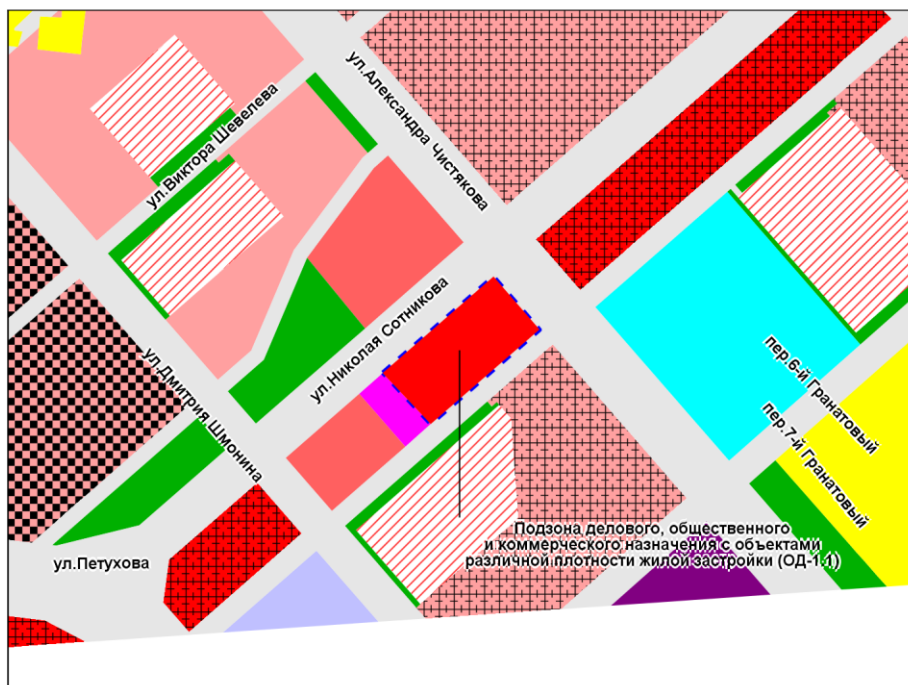 ул.Александра Чистякова
ул.Виктора Шевелева
ул.Николая Сотникова
ул.Дмитрия Шмонина
пер.6-й Гранатовый
пер.7-й Гранатовый
Подзона делового, общественного
и коммерческого назначения с объектами
различной плотности жилой застройки (ОД-1.1)
ул.Петухова